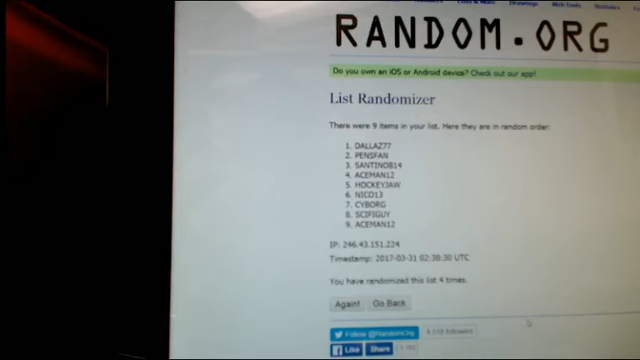 RANDOM.ORG
Do you own an iOS or Android device? Check out our app!
List Randomizer
There were 9 items in your list. Here they are in random order:
1. DALLAZ77
2. PENSFAN
3. SANTINO814
4. ACEMAN12
5. HOCKEYJAW
6. NICO13
7. CYBORG
8. SCIFIGUY
9. ACEMAN12
IP: 246.43.151.224
Timestamp: 2017-03-31 02:38:30 UTC
You have randomized this list 4 times.
Again! Go Back
Follow @RandomOrg followers
Like Share